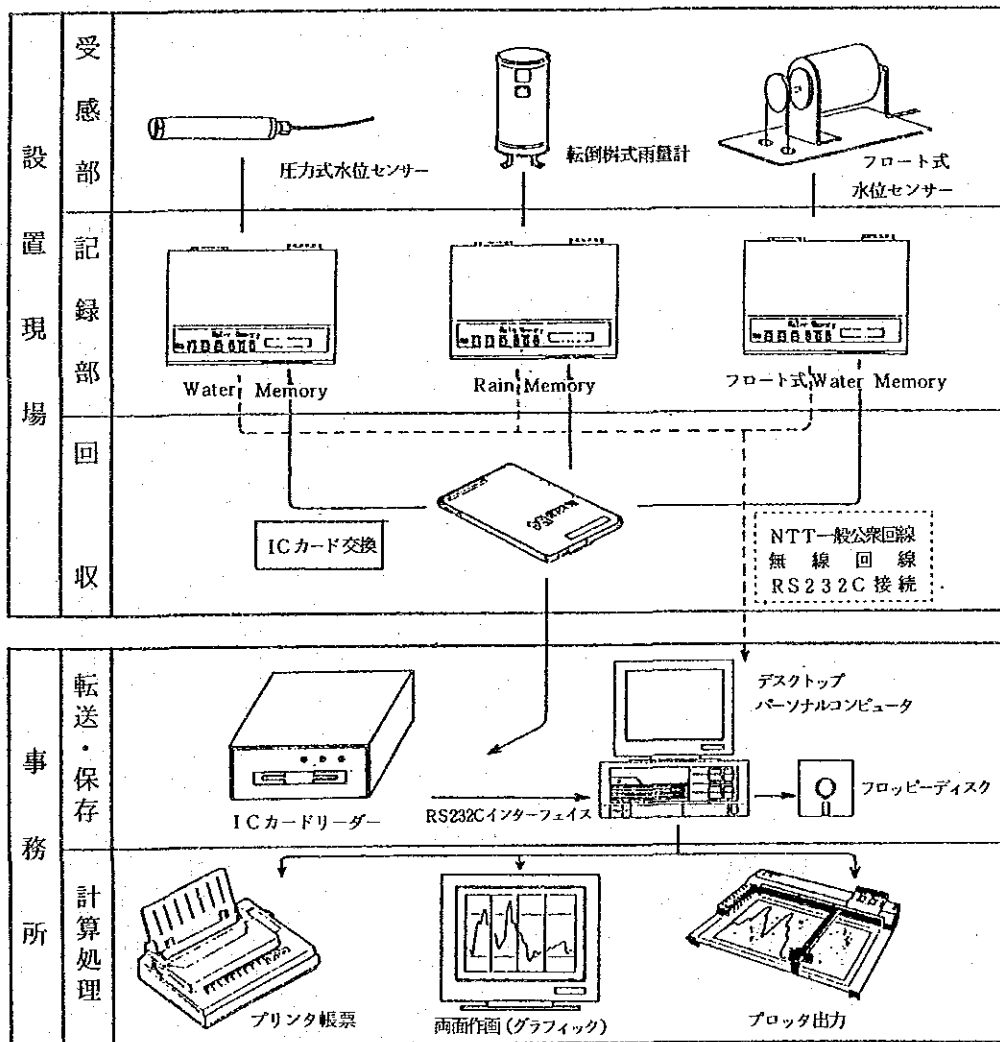 設置現場
受感部
圧力式水位センサー
転倒桝式雨量計
フロート式
水位センサー
記録部
Water Memory
Rain Memory
Water Memory
Rain Memory
フロート式 Water Memory
回収
ICカード交換
NTT一般公衆回線
無線回線
RS232C接続
事務所
転送・保存
デスクトップ
パーソナルコンピュータ
フロッピーディスク
ICカードリーダー
RS232Cインターフェイス
計算処理
プリンタ帳票
両面作画(グラフィック)
プロッタ出力